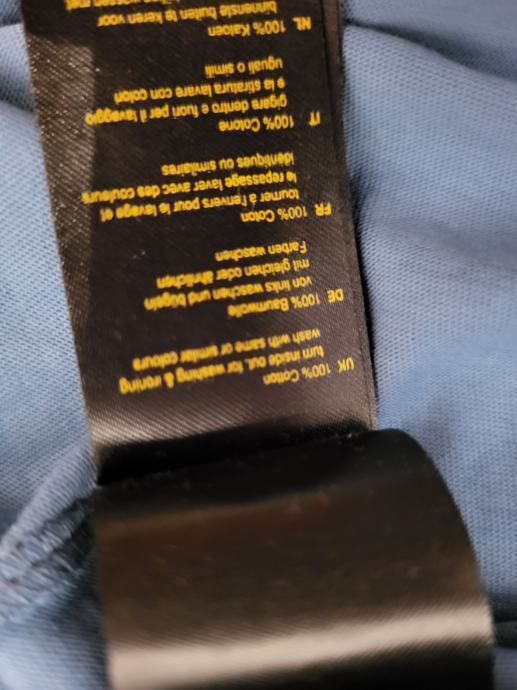 UK 100% Cotton
turn inside out, for washing & ironing
wash with same or similar colours
DE 100% Baumwolle
von links waschen und bügeln
mit gleichen oder ähnlichen
Farben waschen
FR 100% Coton
tourner à l'envers pour le lavage et
le repassage laver avec des couleurs
identiques ou similaires
IT 100% Cotone
gigare dentro e fuori per il lavaggio
e la stiratura lavare con colori
uguali o simili
NL 100% Katoen
binnenste buiten te keren voor
wassen met